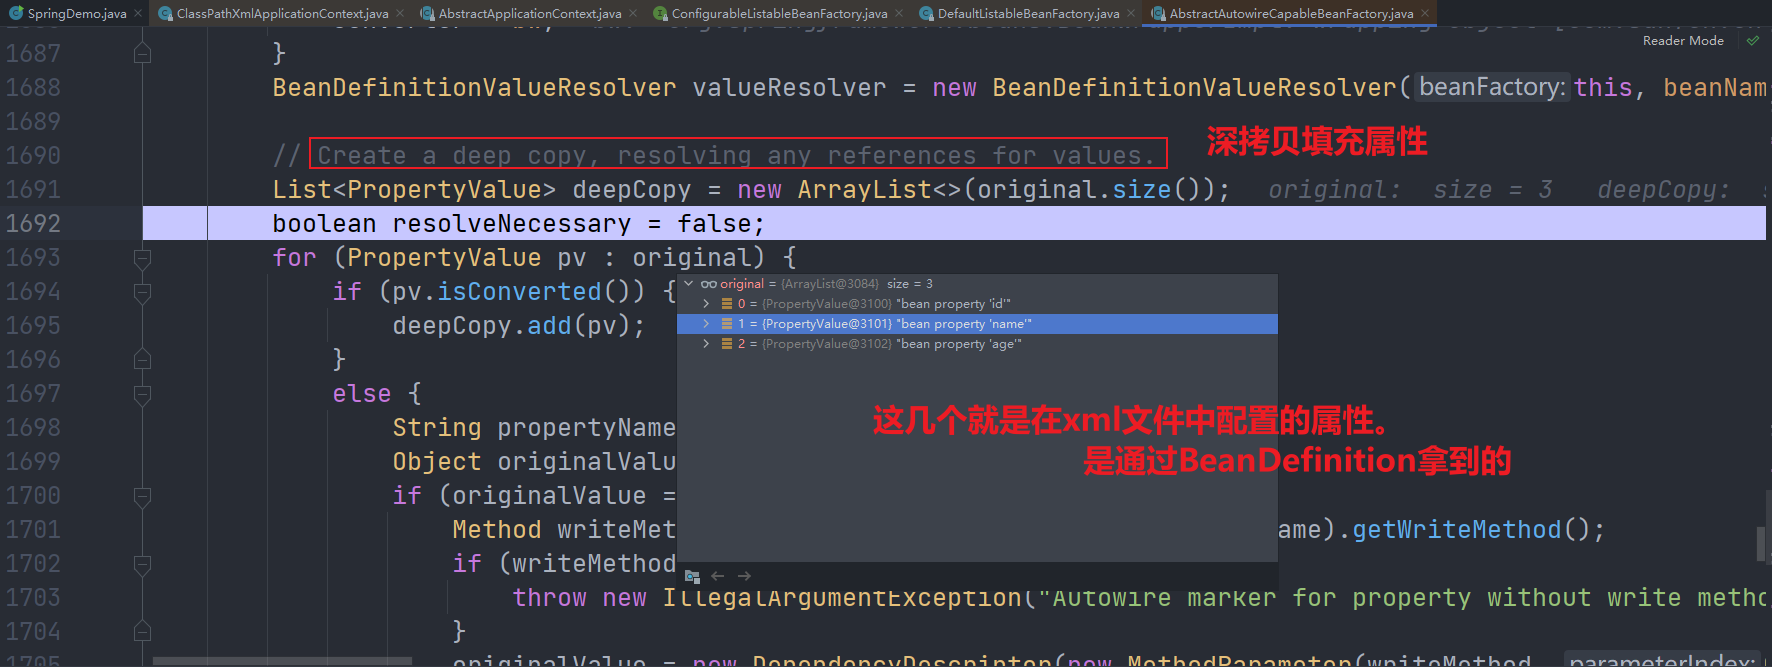 SpringDemo.java ClassPathXmlApplicationContext.java AbstractApplicationContext.java ConfigurableListableBeanFactory.java DefaultListableBeanFactory.java AbstractAutowireCapableBeanFactory.java
Reader Mode
1687 }
1688 BeanDefinitionValueResolver valueResolver = new BeanDefinitionValueResolver( beanFactory: this, beanNam
1689
1690 // Create a deep copy, resolving any references for values. 深拷贝填充属性
1691 List<PropertyValue> deepCopy = new ArrayList<>(original.size()); original: size = 3 deepCopy:
1692 boolean resolveNecessary = false;
1693 for (PropertyValue pv : original) {
original = {ArrayList@3084} size = 3
1694 if (pv.isConverted()) {
0 = {PropertyValue@3100} "bean property 'id'"
1695 deepCopy.add(pv);
1 = {PropertyValue@3101} "bean property 'name'"
2 = {PropertyValue@3102} "bean property 'age'"
1696 }
1697 else {
这几个就是在xml文件中配置的属性。
1698 String propertyName
是通过BeanDefinition拿到的
1699 Object originalValu
1700 if (originalValue =
1701 Method writeMet ame).getWriteMethod();
1702 if (writeMethod
1703 throw new IllegalArgumentException("Autowire marker for property without write metho
1704 }
1705 originalValue = new DependencyDescriptor(new MethodParameter(writeMethod, parameterIndex: